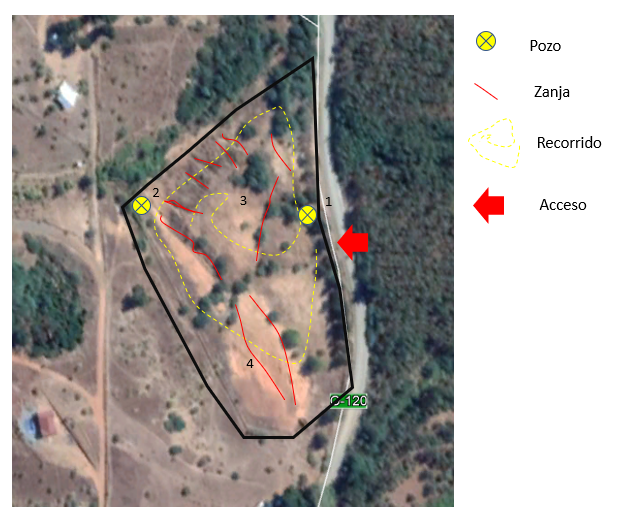 Pozo
Zanja
Recorrido
Acceso
2
3
1
4
O-120